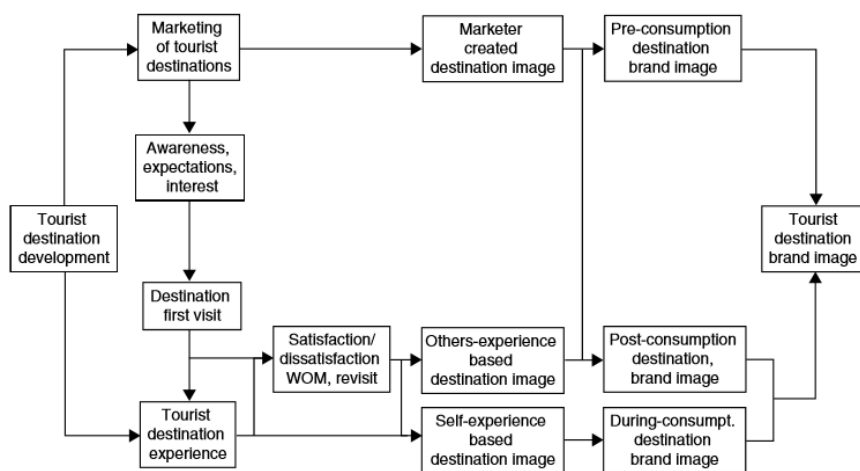 Marketing
of tourist
destinations
Marketer
created
destination image
Pre-consumption
destination
brand image
Awareness,
expectations,
interest
Tourist
destination
development
Tourist
destination
brand image
Destination
first visit
Satisfaction/
dissatisfaction
WOM, revisit
Others-experience
based
destination image
Post-consumption
destination,
brand image
Tourist
destination
experience
Self-experience
based
destination image
During-consumpt.
destination
brand image